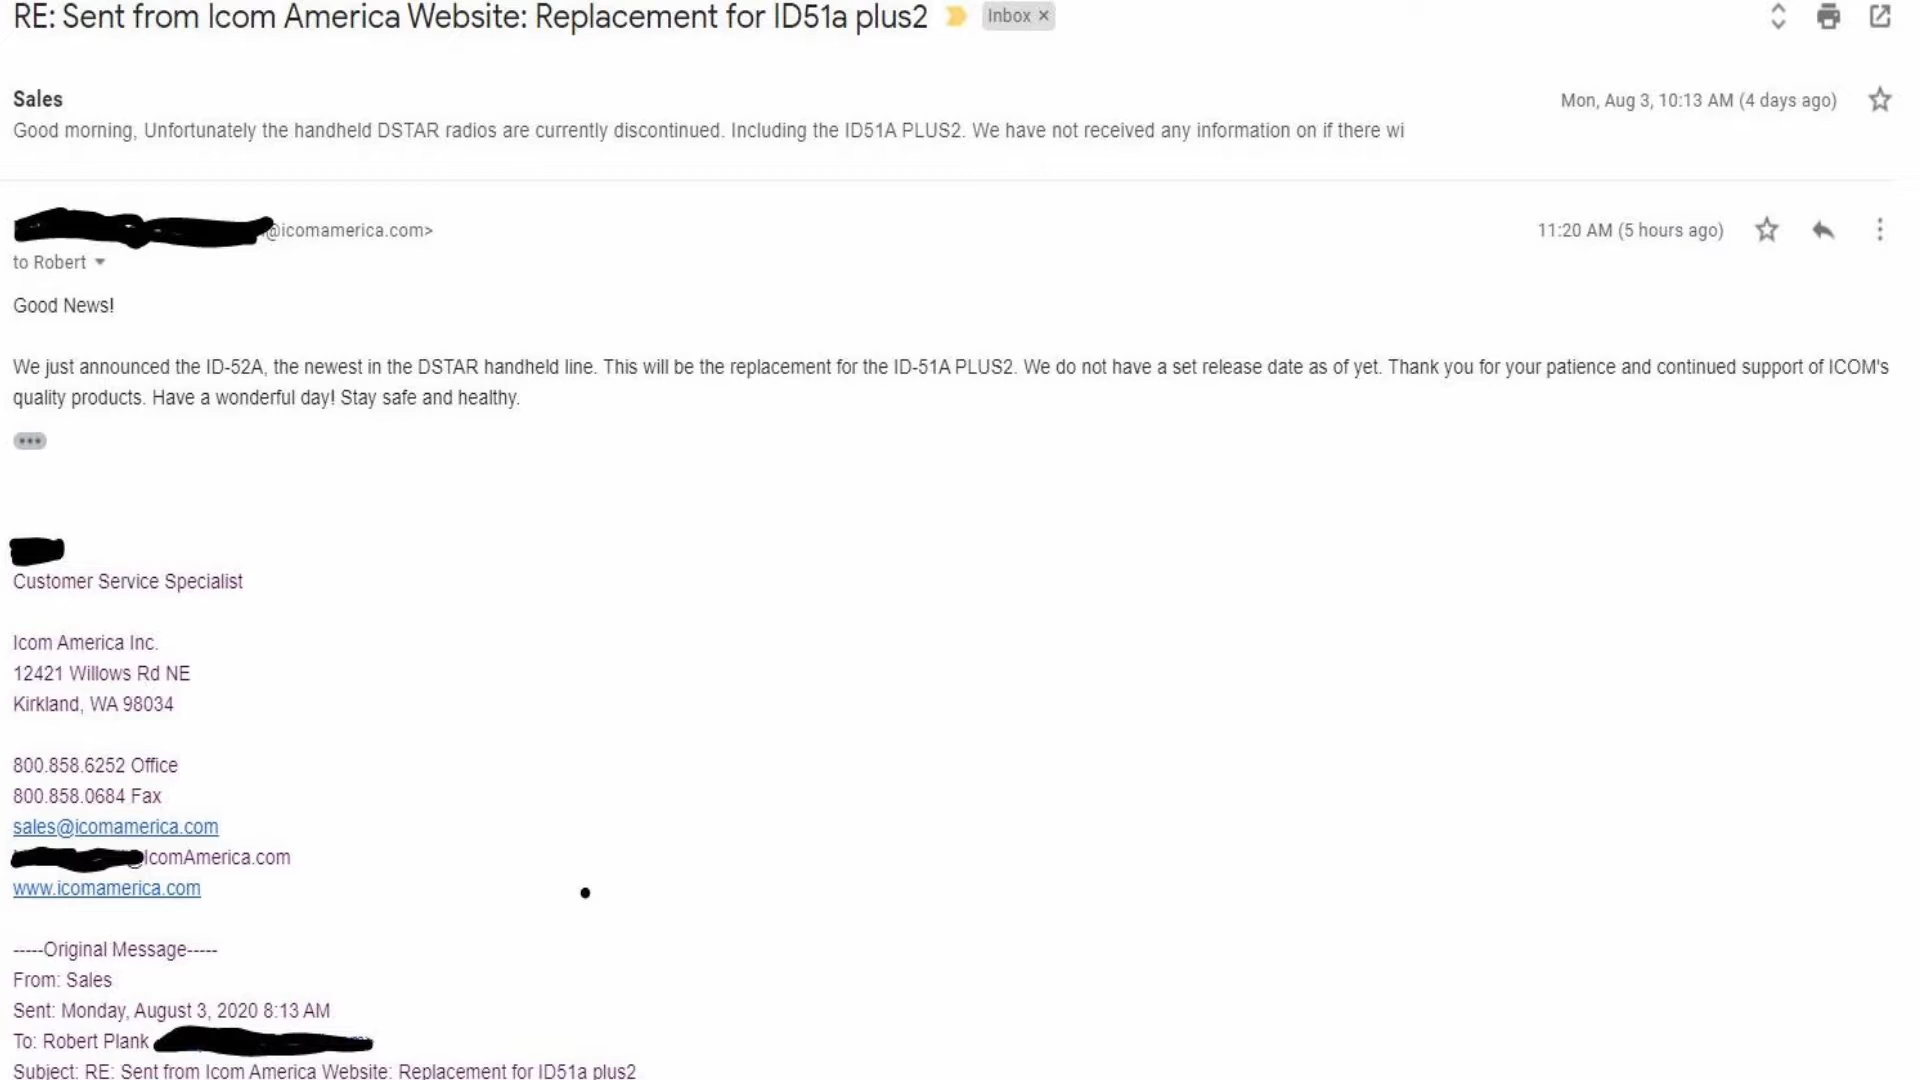 RE: Sent from Icom America Website: Replacement for ID51a plus2 Inbox ×
Sales Mon, Aug 3, 10:13 AM (4 days ago)
Good morning, Unfortunately the handheld DSTAR radios are currently discontinued. Including the ID51A PLUS2. We have not received any information on if there wi
@icomamerica.com> 11:20 AM (5 hours ago)
to Robert
Good News!
We just announced the ID-52A, the newest in the DSTAR handheld line. This will be the replacement for the ID-51A PLUS2. We do not have a set release date as of yet. Thank you for your patience and continued support of ICOM's
quality products. Have a wonderful day! Stay safe and healthy.
Customer Service Specialist
Icom America Inc.
12421 Willows Rd NE
Kirkland, WA 98034
800.858.6252 Office
800.858.0684 Fax
sales@icomamerica.com
@IcomAmerica.com
www.icomamerica.com
-----Original Message-----
From: Sales
Sent: Monday, August 3, 2020 8:13 AM
To: Robert Plank
Subject: RE: Sent from Icom America Website: Replacement for ID51a plus2